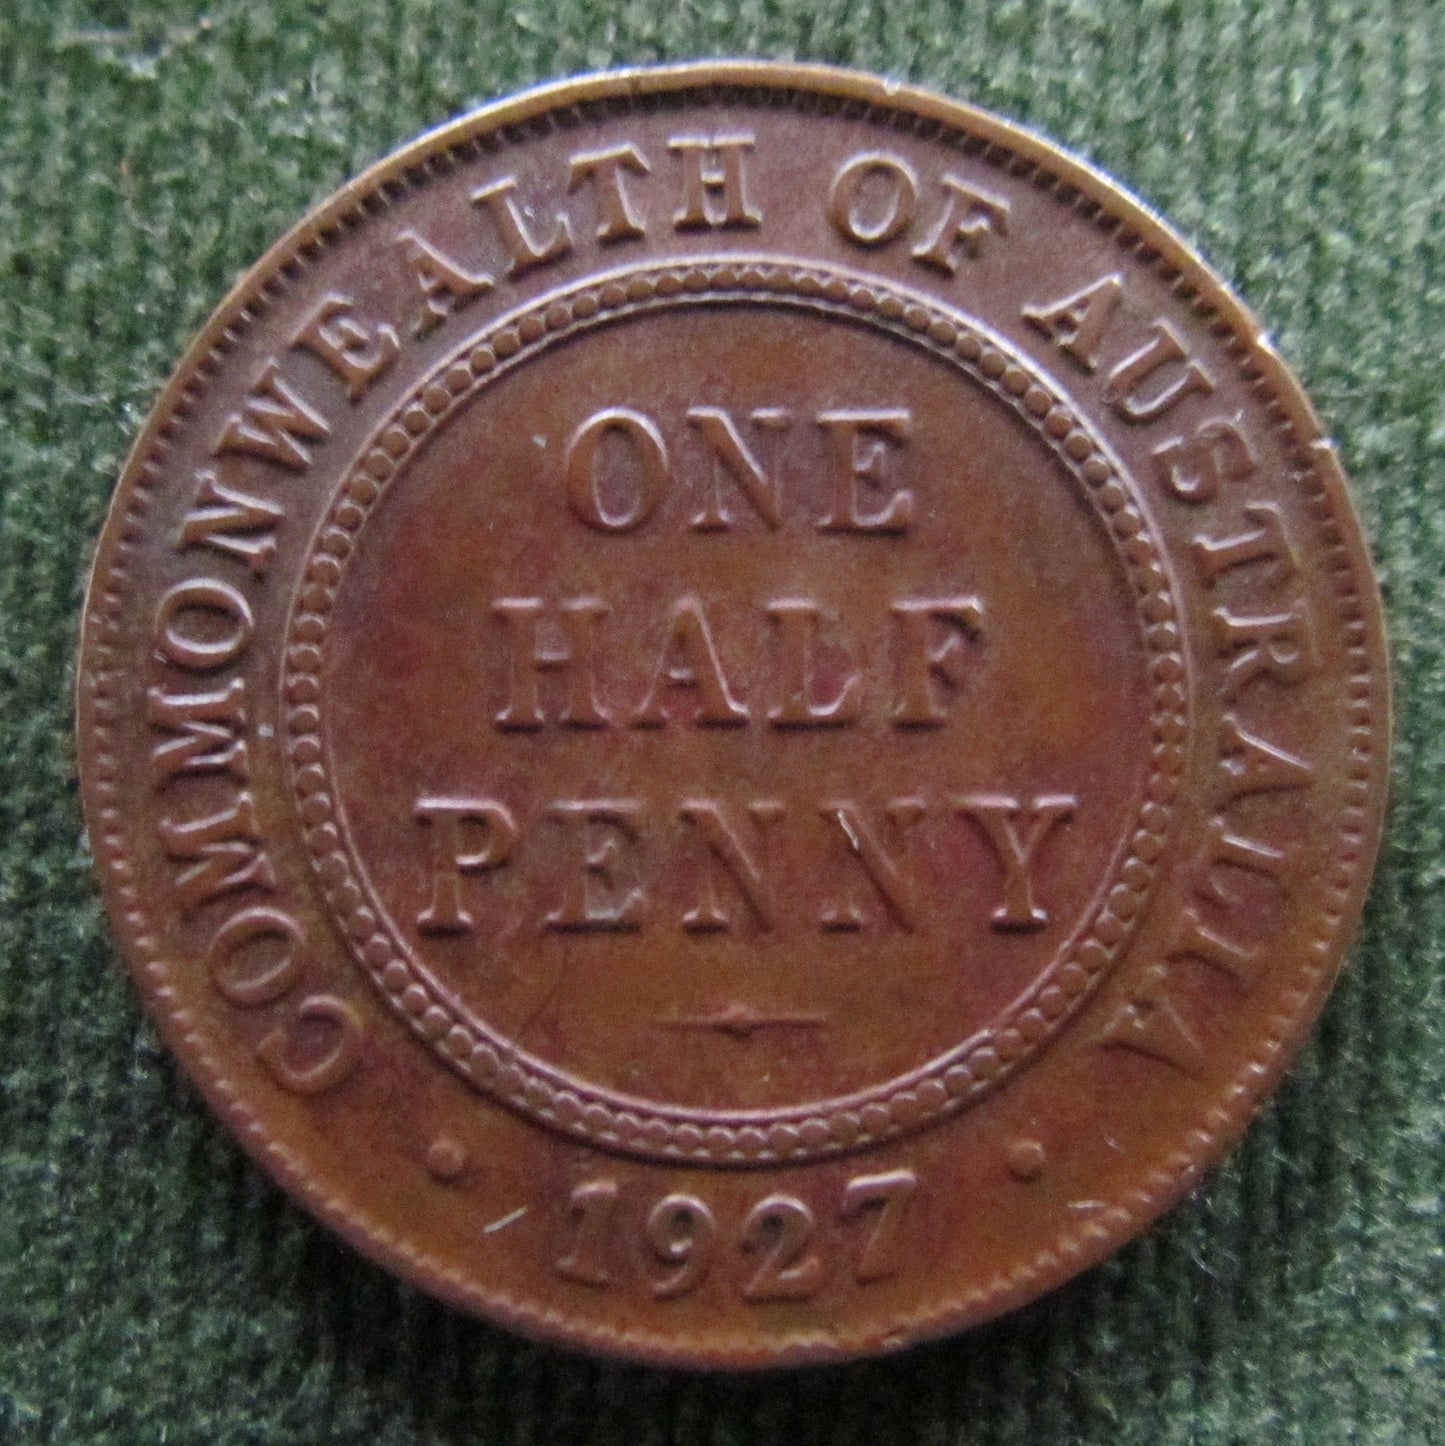 COMMONWEALTH OF AUSTRALIA
ONE
HALF
PENNY
· 1927 ·